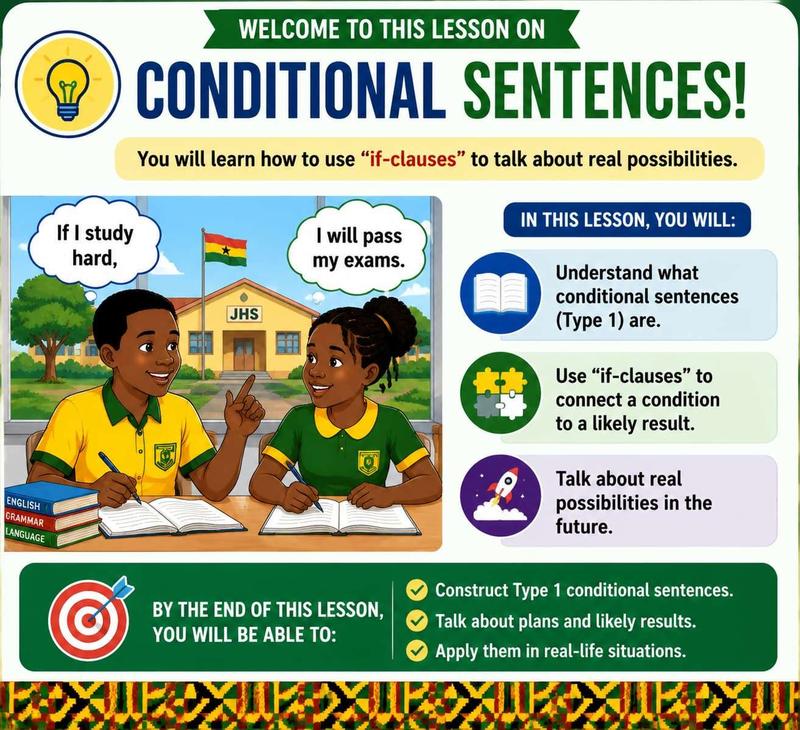 WELCOME TO THIS LESSON ON
CONDITIONAL SENTENCES!
You will learn how to use “if-clauses” to talk about real possibilities.
If I study
hard,
I will pass
my exams.
JHS
ENGLISH
GRAMMAR
LANGUAGE
IN THIS LESSON, YOU WILL:
Understand what
conditional sentences
(Type 1) are.
Use “if-clauses” to
connect a condition
to a likely result.
Talk about real
possibilities in the
future.
BY THE END OF THIS LESSON,
YOU WILL BE ABLE TO:
Construct Type 1 conditional sentences.
Talk about plans and likely results.
Apply them in real-life situations.